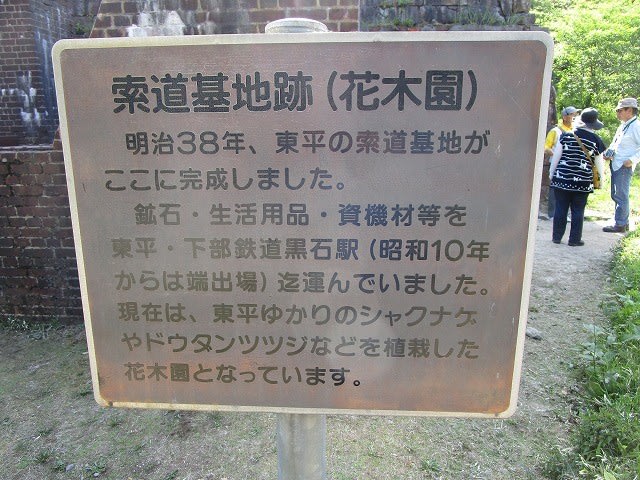 索道基地跡（花木園）
明治38年、東平の索道基地が
ここに完成しました。
鉱石・生活用品・資機材等を
東平・下部鉄道黒石駅（昭和10年
からは端出場）迄運んでいました。
現在は、東平ゆかりのシャクナゲ
やドウタンツツジなどを植栽した
花木園となっています。